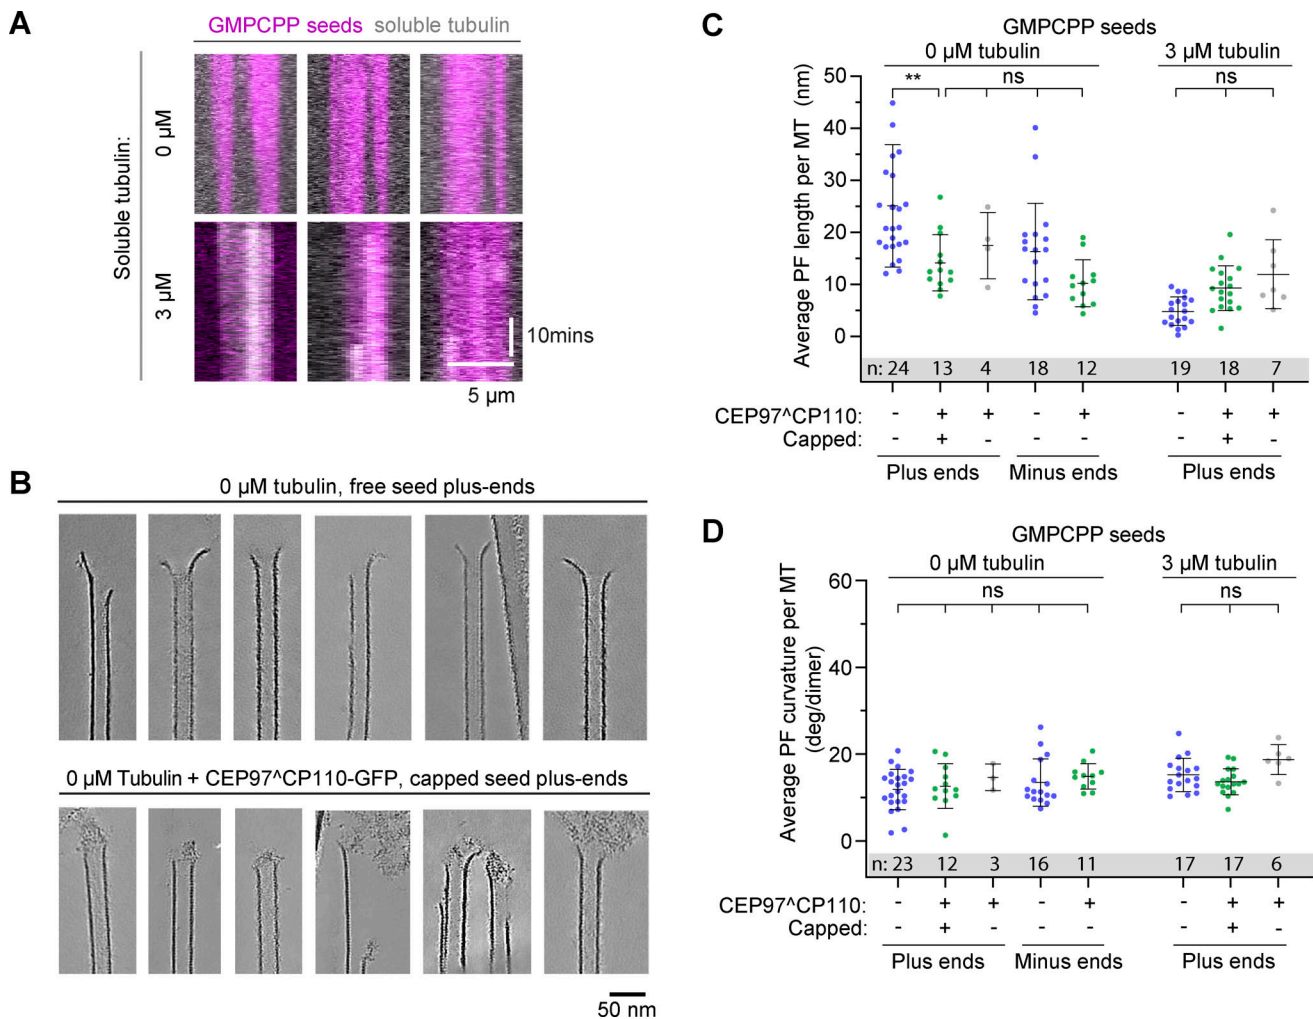 A
GMPCPP seeds soluble tubulin
Soluble tubulin:
0 µM
3 µM
10mins
5 µm
B
0 µM tubulin, free seed plus-ends
0 µM Tubulin + CEP97^CP110-GFP, capped seed plus-ends
50 nm
C
GMPCPP seeds
0 µM tubulin 3 µM tubulin
** ns ns
Average PF length per MT (nm)
50
40
30
20
10
0
n: 24 13 4 18 12 19 18 7
CEP97^CP110: - + + - + - + +
Capped: - + - - - - + -
Plus ends Minus ends Plus ends
D
GMPCPP seeds
0 µM tubulin 3 µM tubulin
ns ns
Average PF curvature per MT
(deg/dimer)
60
40
20
0
n: 23 12 3 16 11 17 17 6
CEP97^CP110: - + + - + - + +
Capped: - + - - - - + -
Plus ends Minus ends Plus ends